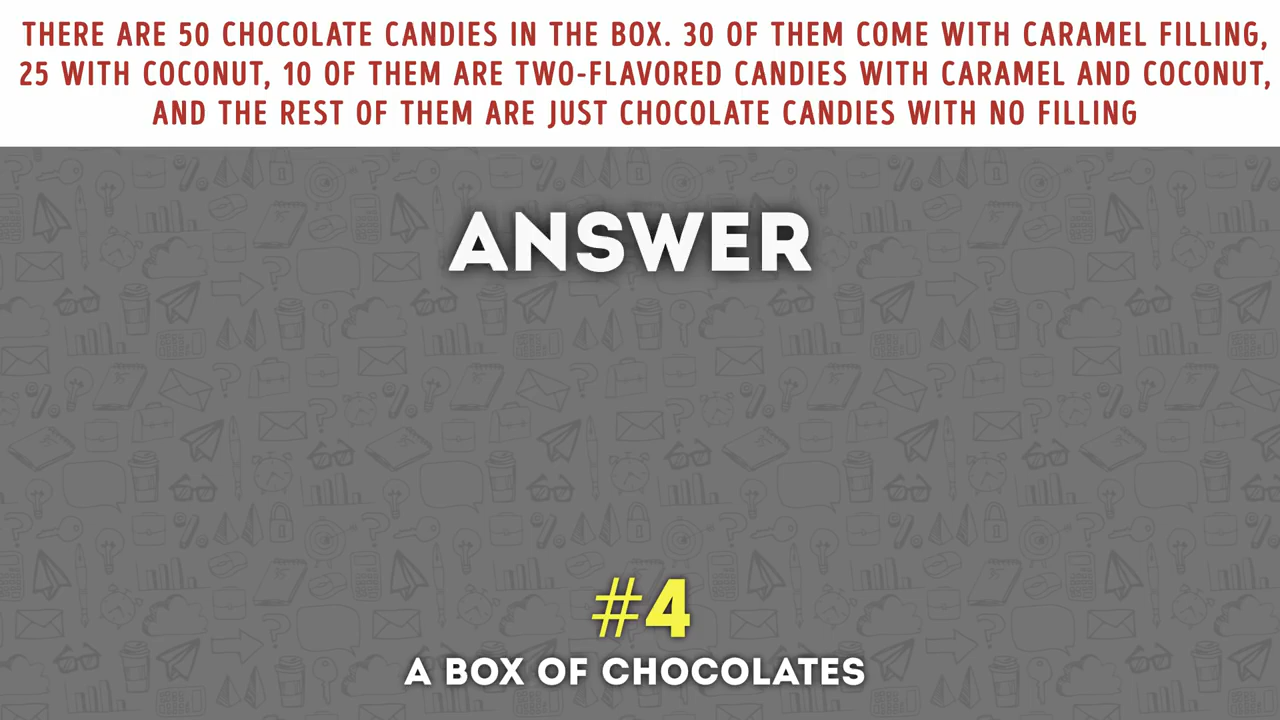 THERE ARE 50 CHOCOLATE CANDIES IN THE BOX. 30 OF THEM COME WITH CARAMEL FILLING,
25 WITH COCONUT, 10 OF THEM ARE TWO-FLAVORED CANDIES WITH CARAMEL AND COCONUT,
AND THE REST OF THEM ARE JUST CHOCOLATE CANDIES WITH NO FILLING
ANSWER
#4
A BOX OF CHOCOLATES